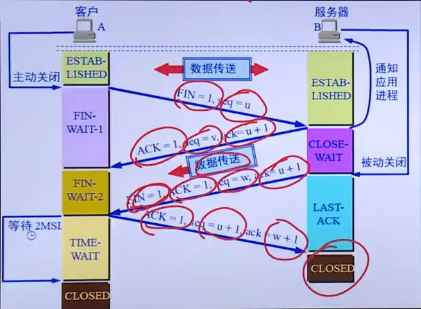 客户
服务器
A
B
主动关闭
ESTAB-
LISHED
数据传送
ESTAB-
LISHED
通知
应用
进程
FIN = 1, seq = u
FIN-
WAIT-1
ACK = 1, seq = v, ack= u + 1
CLOSE-
WAIT
数据传送
被动关闭
FIN-
WAIT-2
FIN = 1, ACK = 1, seq = w, ack= u + 1
LAST-
ACK
等待 2MSL
ACK = 1, seq = u + 1, ack = w + 1
TIME-
WAIT
CLOSED
CLOSED